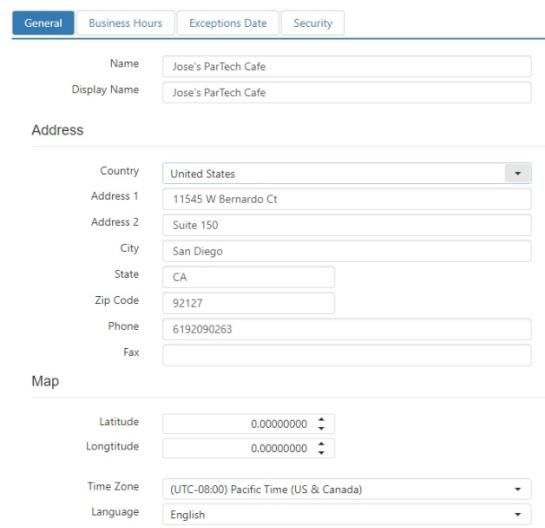 General Business Hours Exceptions Date Security
Name Jose's ParTech Cafe
Display Name Jose's ParTech Cafe
Address
Country United States
Address 1 11545 W Bernardo Ct
Address 2 Suite 150
City San Diego
State CA
Zip Code 92127
Phone 6192090263
Fax
Map
Latitude 0.00000000
Longtitude 0.00000000
Time Zone (UTC-08:00) Pacific Time (US & Canada)
Language English